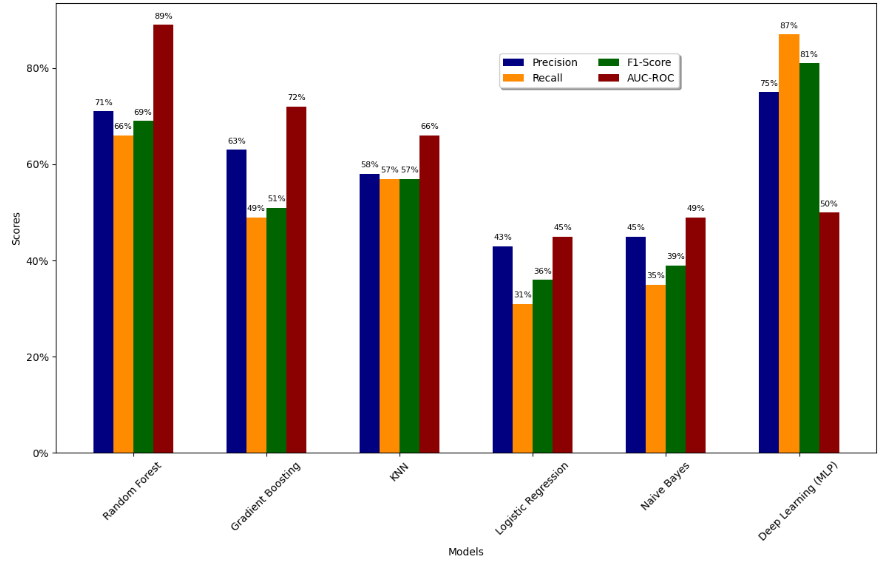 89%
87%
81%
75%
72%
71%
69%
66%
66%
63%
58%
57%
57%
51%
50%
49%
49%
45%
45%
43%
39%
36%
35%
31%
Precision
Recall
F1-Score
AUC-ROC
80%
60%
40%
20%
0%
Scores
Random Forest
Gradient Boosting
KNN
Logistic Regression
Naive Bayes
Deep Learning (MLP)
Models